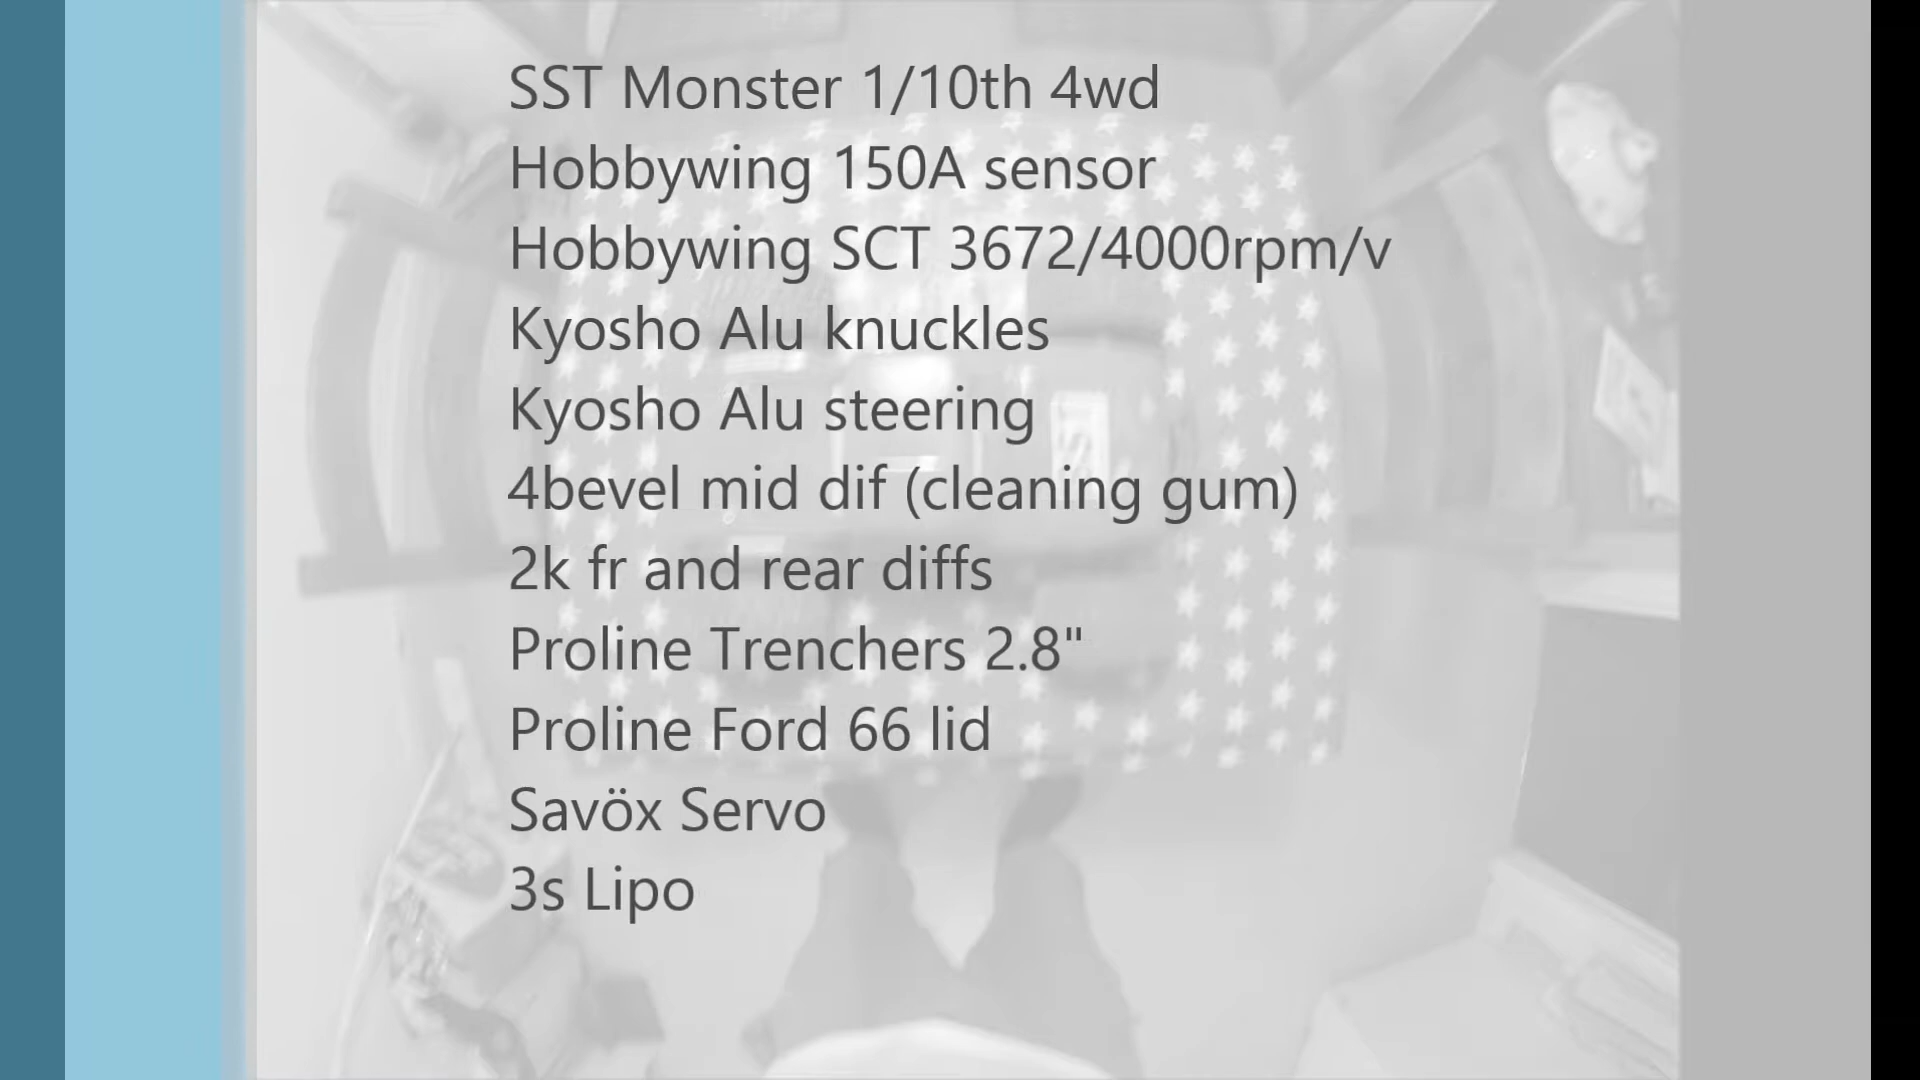 SST Monster 1/10th 4wd
Hobbywing 150A sensor
Hobbywing SCT 3672/4000rpm/v
Kyosho Alu knuckles
Kyosho Alu steering
4bevel mid dif (cleaning gum)
2k fr and rear diffs
Proline Trenchers 2.8"
Proline Ford 66 lid
Savöx Servo
3s Lipo